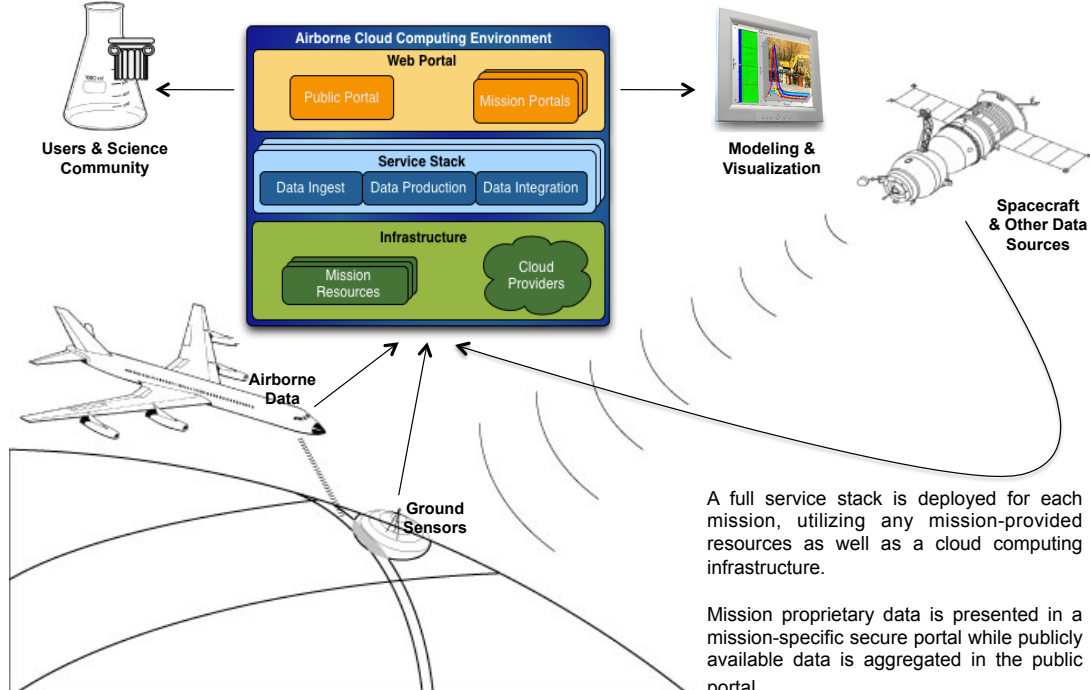 Airborne Cloud Computing Environment
Web Portal
Public Portal
Mission Portals
Service Stack
Data Ingest
Data Production
Data Integration
Infrastructure
Mission
Resources
Cloud
Providers
Users & Science
Community
Modeling &
Visualization
Spacecraft
& Other Data
Sources
Airborne
Data
Ground
Sensors
A full service stack is deployed for each
mission, utilizing any mission-provided
resources as well as a cloud computing
infrastructure.
Mission proprietary data is presented in a
mission-specific secure portal while publicly
available data is aggregated in the public
portal